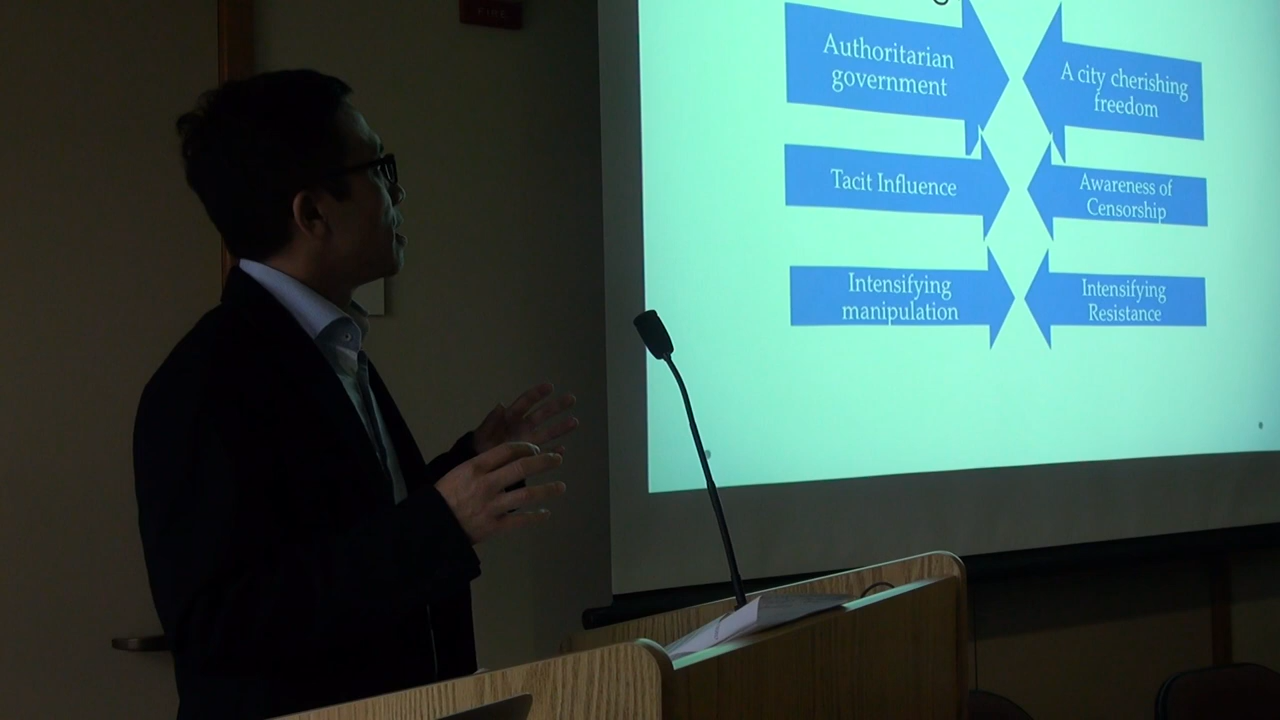 Authoritarian
government
A city cherishing
freedom
Tacit Influence
Awareness of
Censorship
Intensifying
manipulation
Intensifying
Resistance